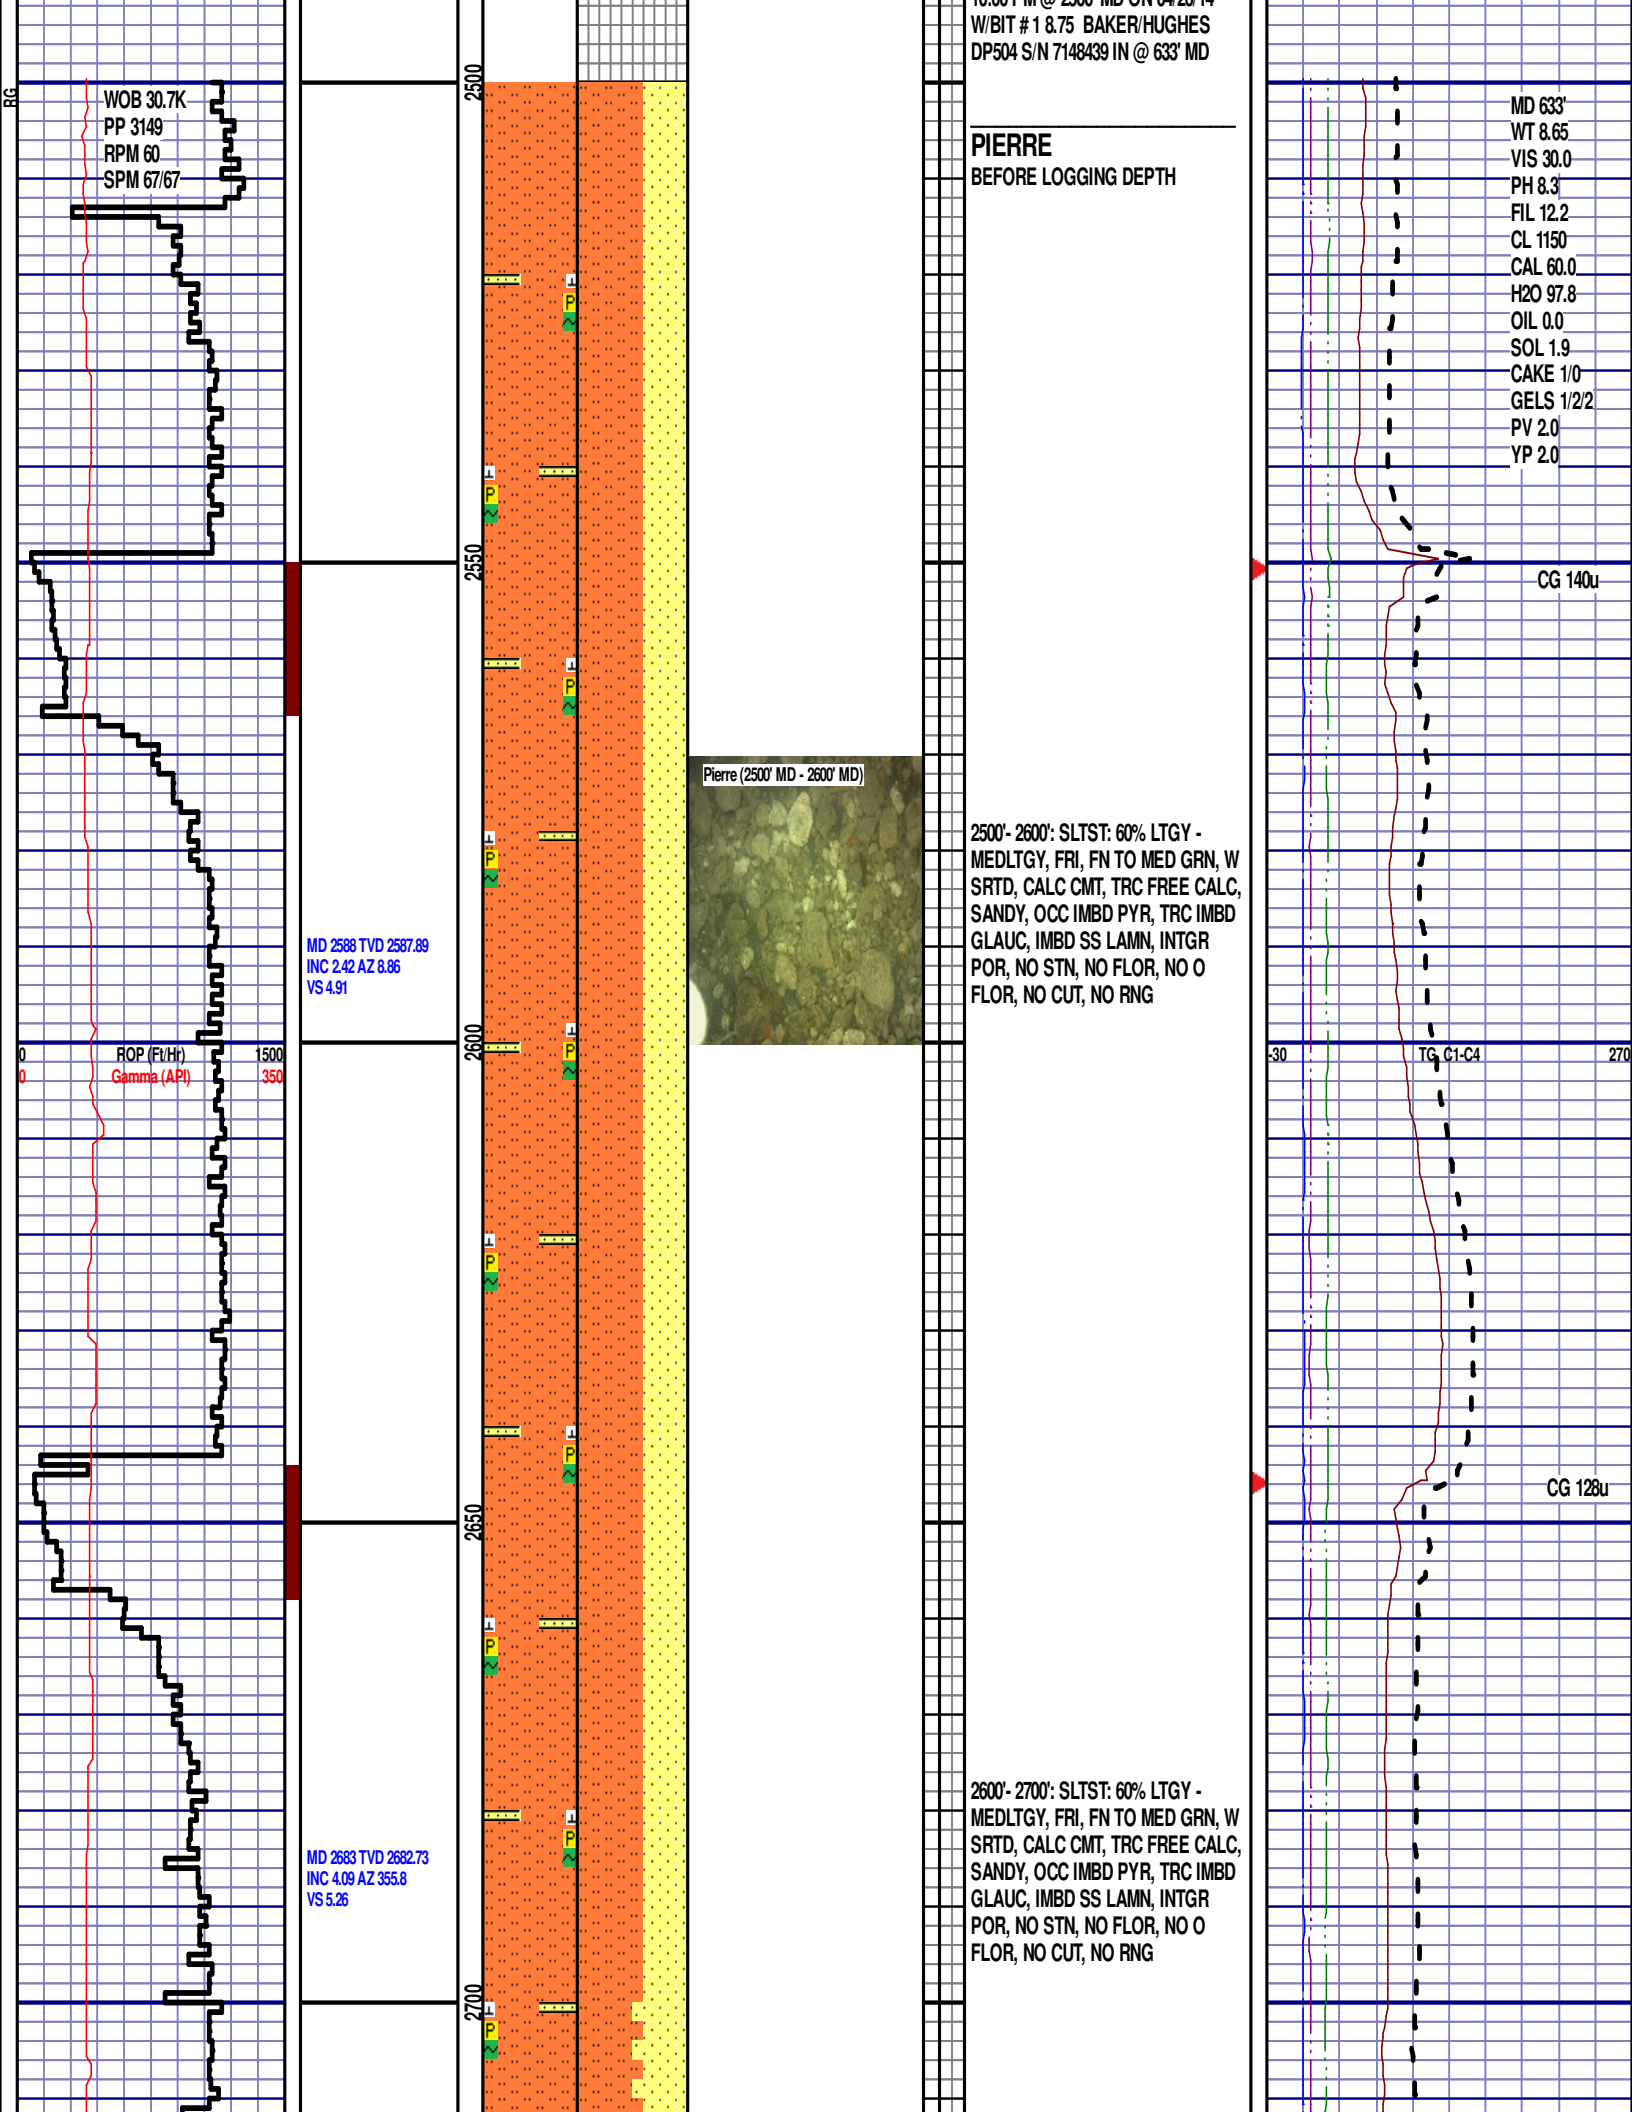 W/BIT # 1 8.75 BAKER/HUGHES
DP504 S/N 7148439 IN @ 633' MD
RG
2500
WOB 30.7K
PP 3149
RPM 60
SPM 67/67
PIERRE
BEFORE LOGGING DEPTH
MD 633'
WT 8.65
VIS 30.0
PH 8.3
FIL 12.2
CL 1150
CAL 60.0
H2O 97.8
OIL 0.0
SOL 1.9
CAKE 1/0
GELS 1/2/2
PV 2.0
YP 2.0
P
P
2550
CG 140u
P
Pierre (2500' MD - 2600' MD)
2500'- 2600': SLTST: 60% LTGY -
MEDLTGY, FRI, FN TO MED GRN, W
SRTD, CALC CMT, TRC FREE CALC,
SANDY, OCC IMBD PYR, TRC IMBD
GLAUC, IMBD SS LAMN, INTGR
POR, NO STN, NO FLOR, NO O
FLOR, NO CUT, NO RNG
P
MD 2588 TVD 2587.89
INC 2.42 AZ 8.86
VS 4.91
2600
0 ROP (Ft/Hr) 1500
0 Gamma (API) 350
-30 TG, C1-C4 270
P
P
P
CG 128u
2650
P
2600'- 2700': SLTST: 60% LTGY -
MEDLTGY, FRI, FN TO MED GRN, W
SRTD, CALC CMT, TRC FREE CALC,
SANDY, OCC IMBD PYR, TRC IMBD
GLAUC, IMBD SS LAMN, INTGR
POR, NO STN, NO FLOR, NO O
FLOR, NO CUT, NO RNG
P
MD 2683 TVD 2682.73
INC 4.09 AZ 355.8
VS 5.26
2700
P